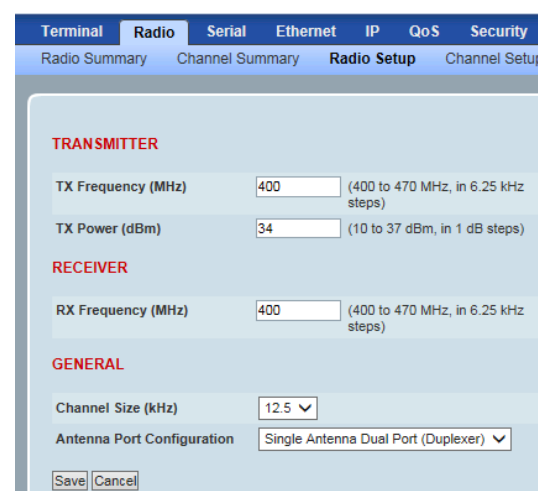 Terminal Radio Serial Ethernet IP QoS Security
Radio Summary Channel Summary Radio Setup Channel Setup
TRANSMITTER
TX Frequency (MHz) 400 (400 to 470 MHz, in 6.25 kHz
steps)
TX Power (dBm) 34 (10 to 37 dBm, in 1 dB steps)
RECEIVER
RX Frequency (MHz) 400 (400 to 470 MHz, in 6.25 kHz
steps)
GENERAL
Channel Size (kHz) 12.5
Antenna Port Configuration Single Antenna Dual Port (Duplexer)
Save Cancel